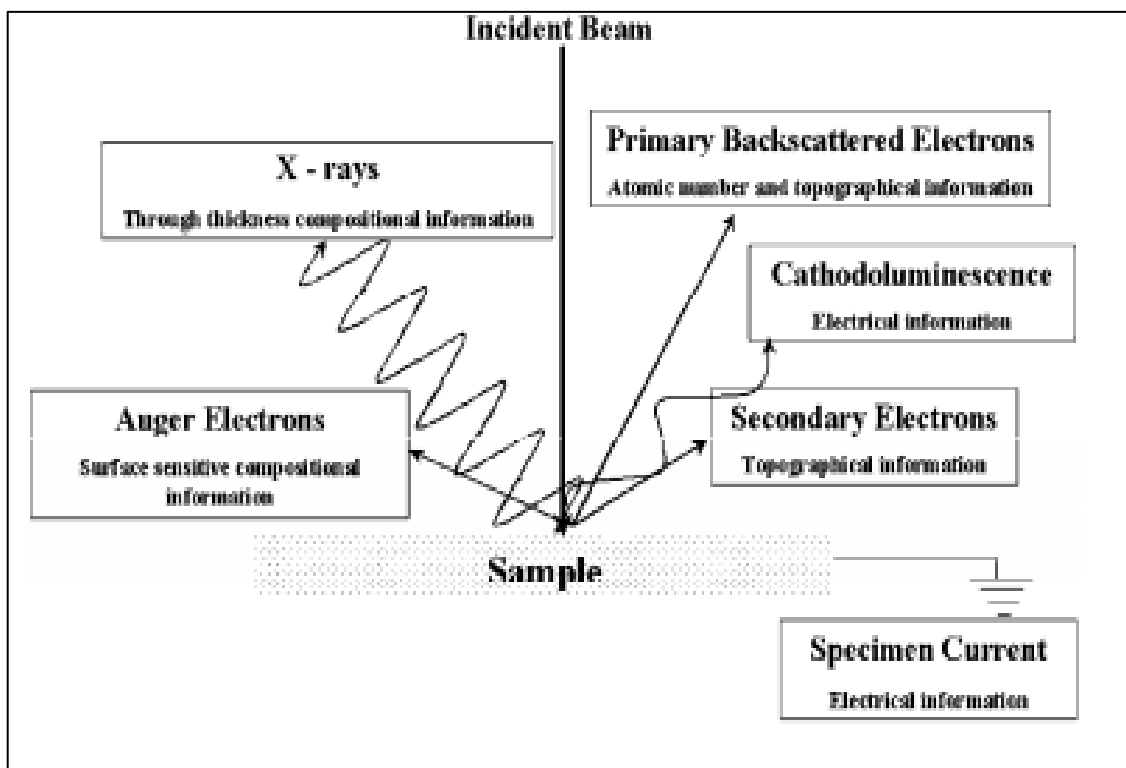 Incident Beam
X - rays
Through thickness compositional information
Primary Backscattered Electrons
Atomic number and topographical information
Cathodoluminescence
Electrical information
Auger Electrons
Surface sensitive compositional
information
Secondary Electrons
Topographical information
Sample
Specimen Current
Electrical information